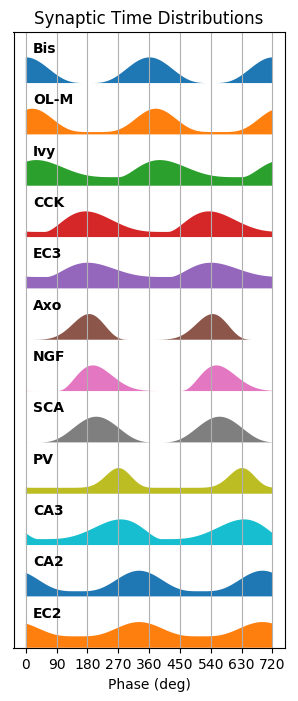 Synaptic Time Distributions
Bis
OL-M
Ivy
CCK
EC3
Axo
NGF
SCA
PV
CA3
CA2
EC2
0 90 180 270 360 450 540 630 720
Phase (deg)